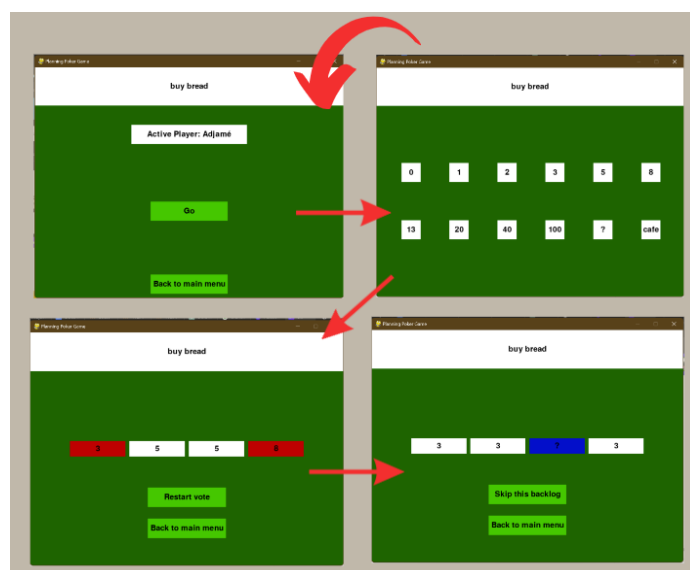 Planning Poker Game
buy bread
Active Player: Adjamé
Go
Back to main menu
Planning Poker Game
buy bread
0 1 2 3 5 8
13 20 40 100 ? cafe
Planning Poker Game
buy bread
5 5
Restart vote
Back to main menu
Planning Poker Game
buy bread
3 3 ? 3
Skip this backlog
Back to main menu